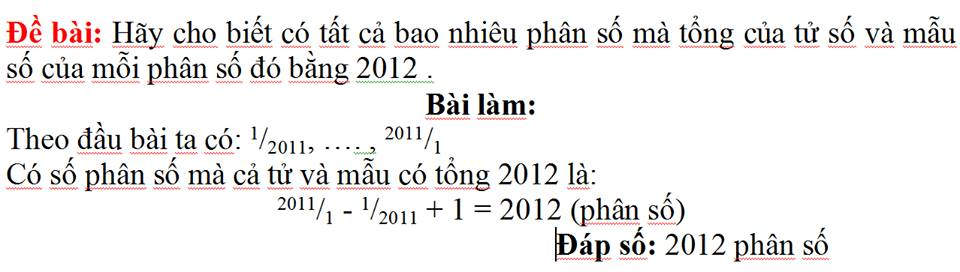 Đề bài: Hãy cho biết có tất cả bao nhiêu phân số mà tổng của tử số và mẫu
số của mỗi phân số đó bằng 2012 .
Bài làm:
Theo đầu bài ta có: ¹/₂₀₁₁, …., ²⁰¹¹/₁
Có số phân số mà cả tử và mẫu có tổng 2012 là:
²⁰¹¹/₁ - ¹/₂₀₁₁ + 1 = 2012 (phân số)
Đáp số: 2012 phân số